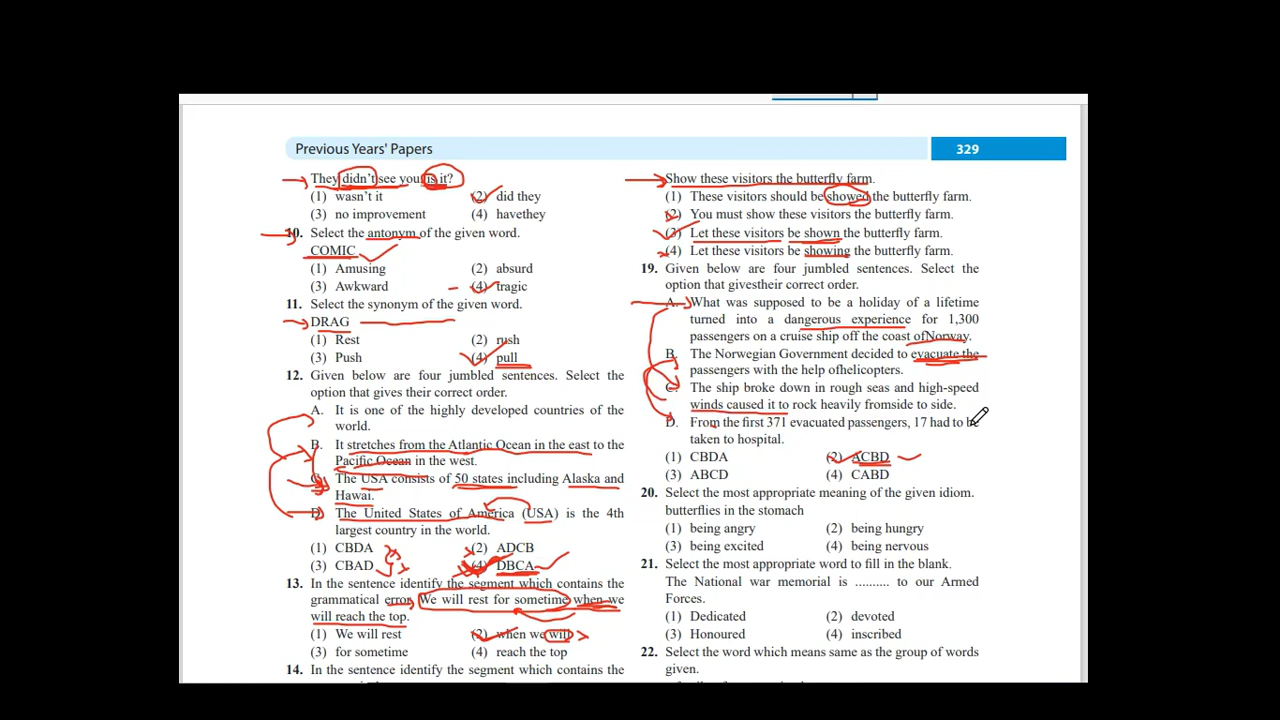 Previous Years' Papers
329
They didn't see you, is it?
(1) wasn't it (2) did they
(3) no improvement (4) havethey
10. Select the antonym of the given word.
COMIC
(1) Amusing (2) absurd
(3) Awkward (4) tragic
11. Select the synonym of the given word.
DRAG
(1) Rest (2) rush
(3) Push (4) pull
12. Given below are four jumbled sentences. Select the
option that gives their correct order.
A. It is one of the highly developed countries of the
world.
B. It stretches from the Atlantic Ocean in the east to the
Pacific Ocean in the west.
C. The USA consists of 50 states including Alaska and
Hawai.
D. The United States of America (USA) is the 4th
largest country in the world.
(1) CBDA (2) ADCB
(3) CBAD (4) DBCA
13. In the sentence identify the segment which contains the
grammatical error. We will rest for sometime when we
will reach the top.
(1) We will rest (2) when we will
(3) for sometime (4) reach the top
14. In the sentence identify the segment which contains the
Show these visitors the butterfly farm.
(1) These visitors should be showed the butterfly farm.
(2) You must show these visitors the butterfly farm.
(3) Let these visitors be shown the butterfly farm.
(4) Let these visitors be showing the butterfly farm.
19. Given below are four jumbled sentences. Select the
option that givestheir correct order.
A. What was supposed to be a holiday of a lifetime
turned into a dangerous experience for 1,300
passengers on a cruise ship off the coast ofNorway.
B. The Norwegian Government decided to evacuate the
passengers with the help ofhelicopters.
C. The ship broke down in rough seas and high-speed
winds caused it to rock heavily fromside to side.
D. From the first 371 evacuated passengers, 17 had to
taken to hospital.
(1) CBDA (2) ACBD
(3) ABCD (4) CABD
20. Select the most appropriate meaning of the given idiom.
butterflies in the stomach
(1) being angry (2) being hungry
(3) being excited (4) being nervous
21. Select the most appropriate word to fill in the blank.
The National war memorial is .......... to our Armed
Forces.
(1) Dedicated (2) devoted
(3) Honoured (4) inscribed
22. Select the word which means same as the group of words
given.